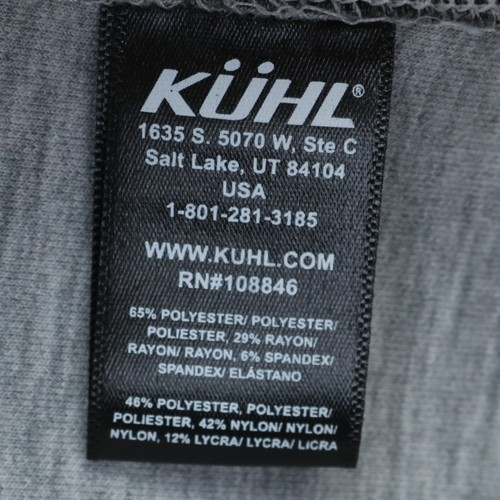 KÜHL®
1635 S. 5070 W, Ste C
Salt Lake, UT 84104
USA
1-801-281-3185
WWW.KUHL.COM
RN#108846
65% POLYESTER/ POLYESTER/
POLIESTER, 29% RAYON/
RAYON/ RAYON, 6% SPANDEX/
SPANDEX/ ELÁSTANO
46% POLYESTER, POLYESTER/
POLIESTER, 42% NYLON/ NYLON/
NYLON, 12% LYCRA/ LYCRA/ LICRA